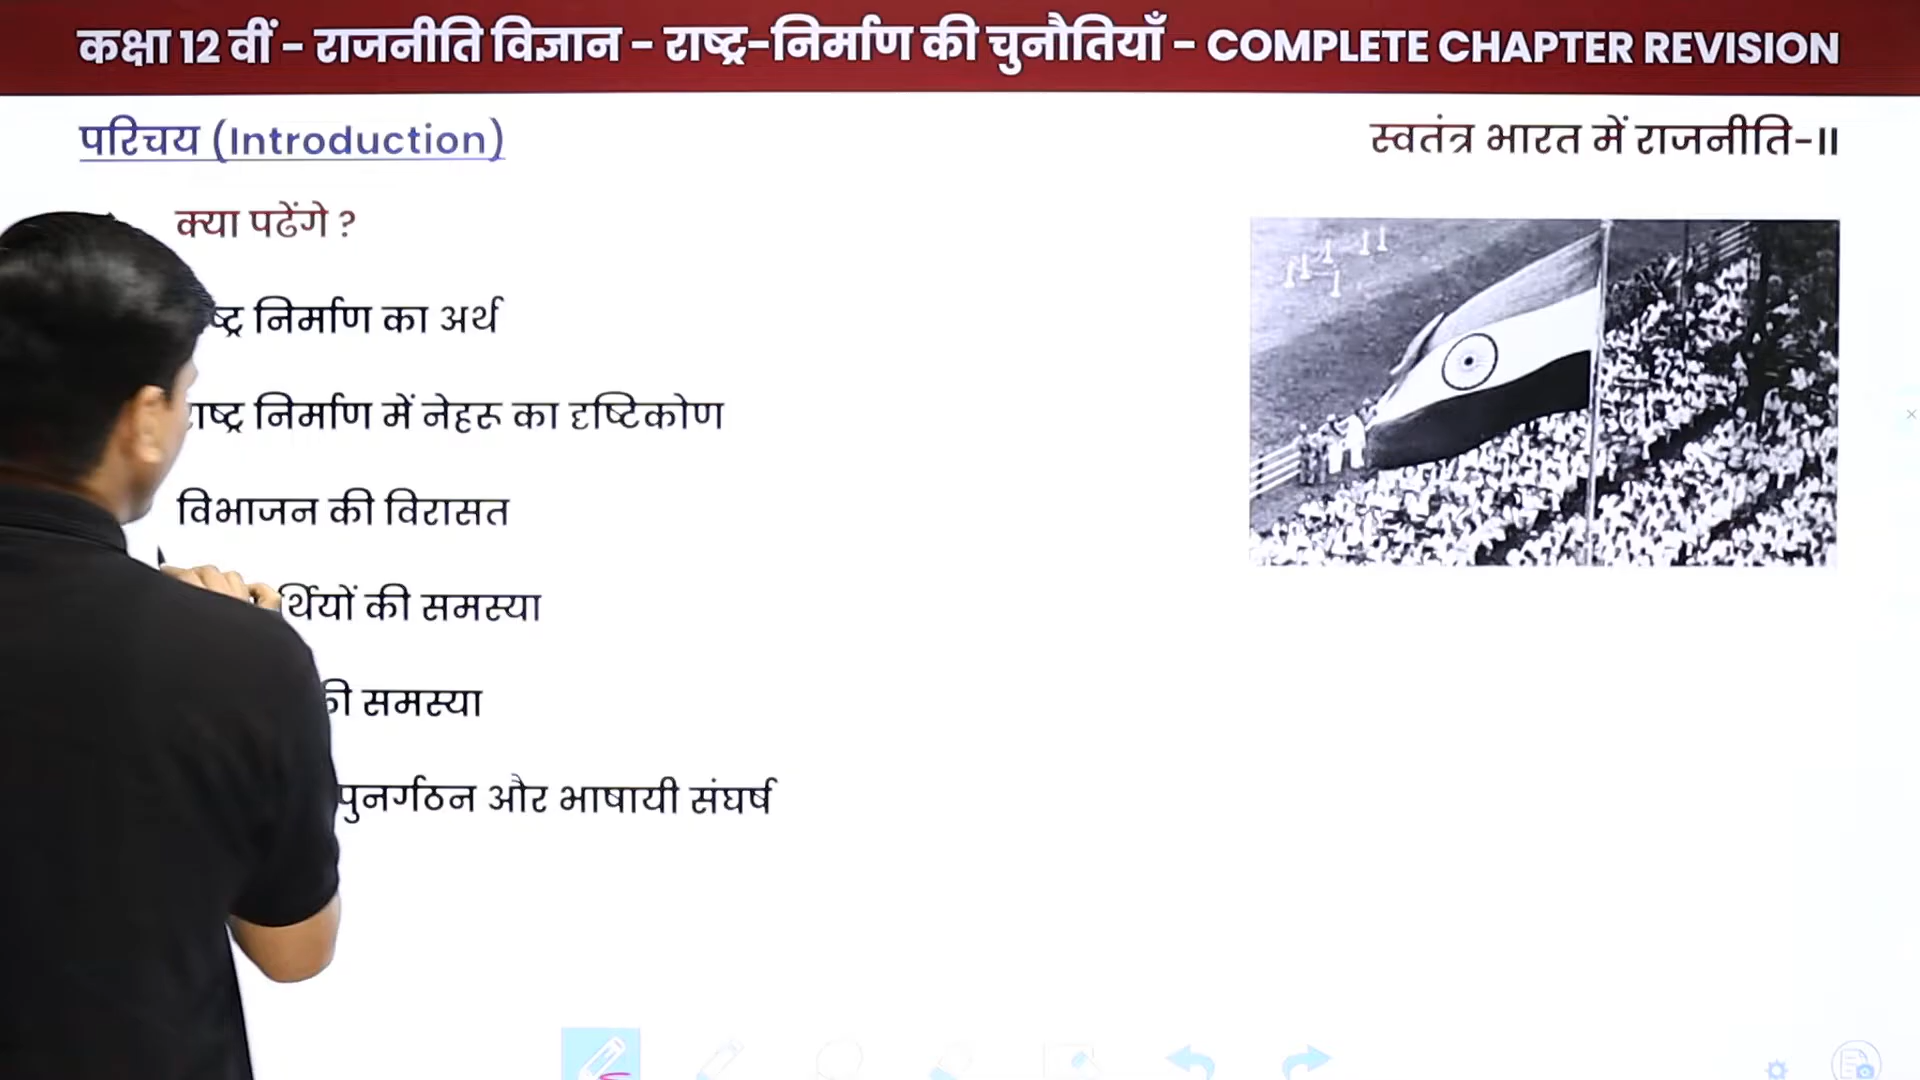 कक्षा 12 वीं - राजनीति विज्ञान - राष्ट्र-निर्माण की चुनौतियाँ - COMPLETE CHAPTER REVISION
परिचय (Introduction)
स्वतंत्र भारत में राजनीति-II
क्या पढेंगे ?
निर्माण का अर्थ
निर्माण में नेहरू का दृष्टिकोण
विभाजन की विरासत
की समस्या
समस्या
पुनर्गठन और भाषायी संघर्ष